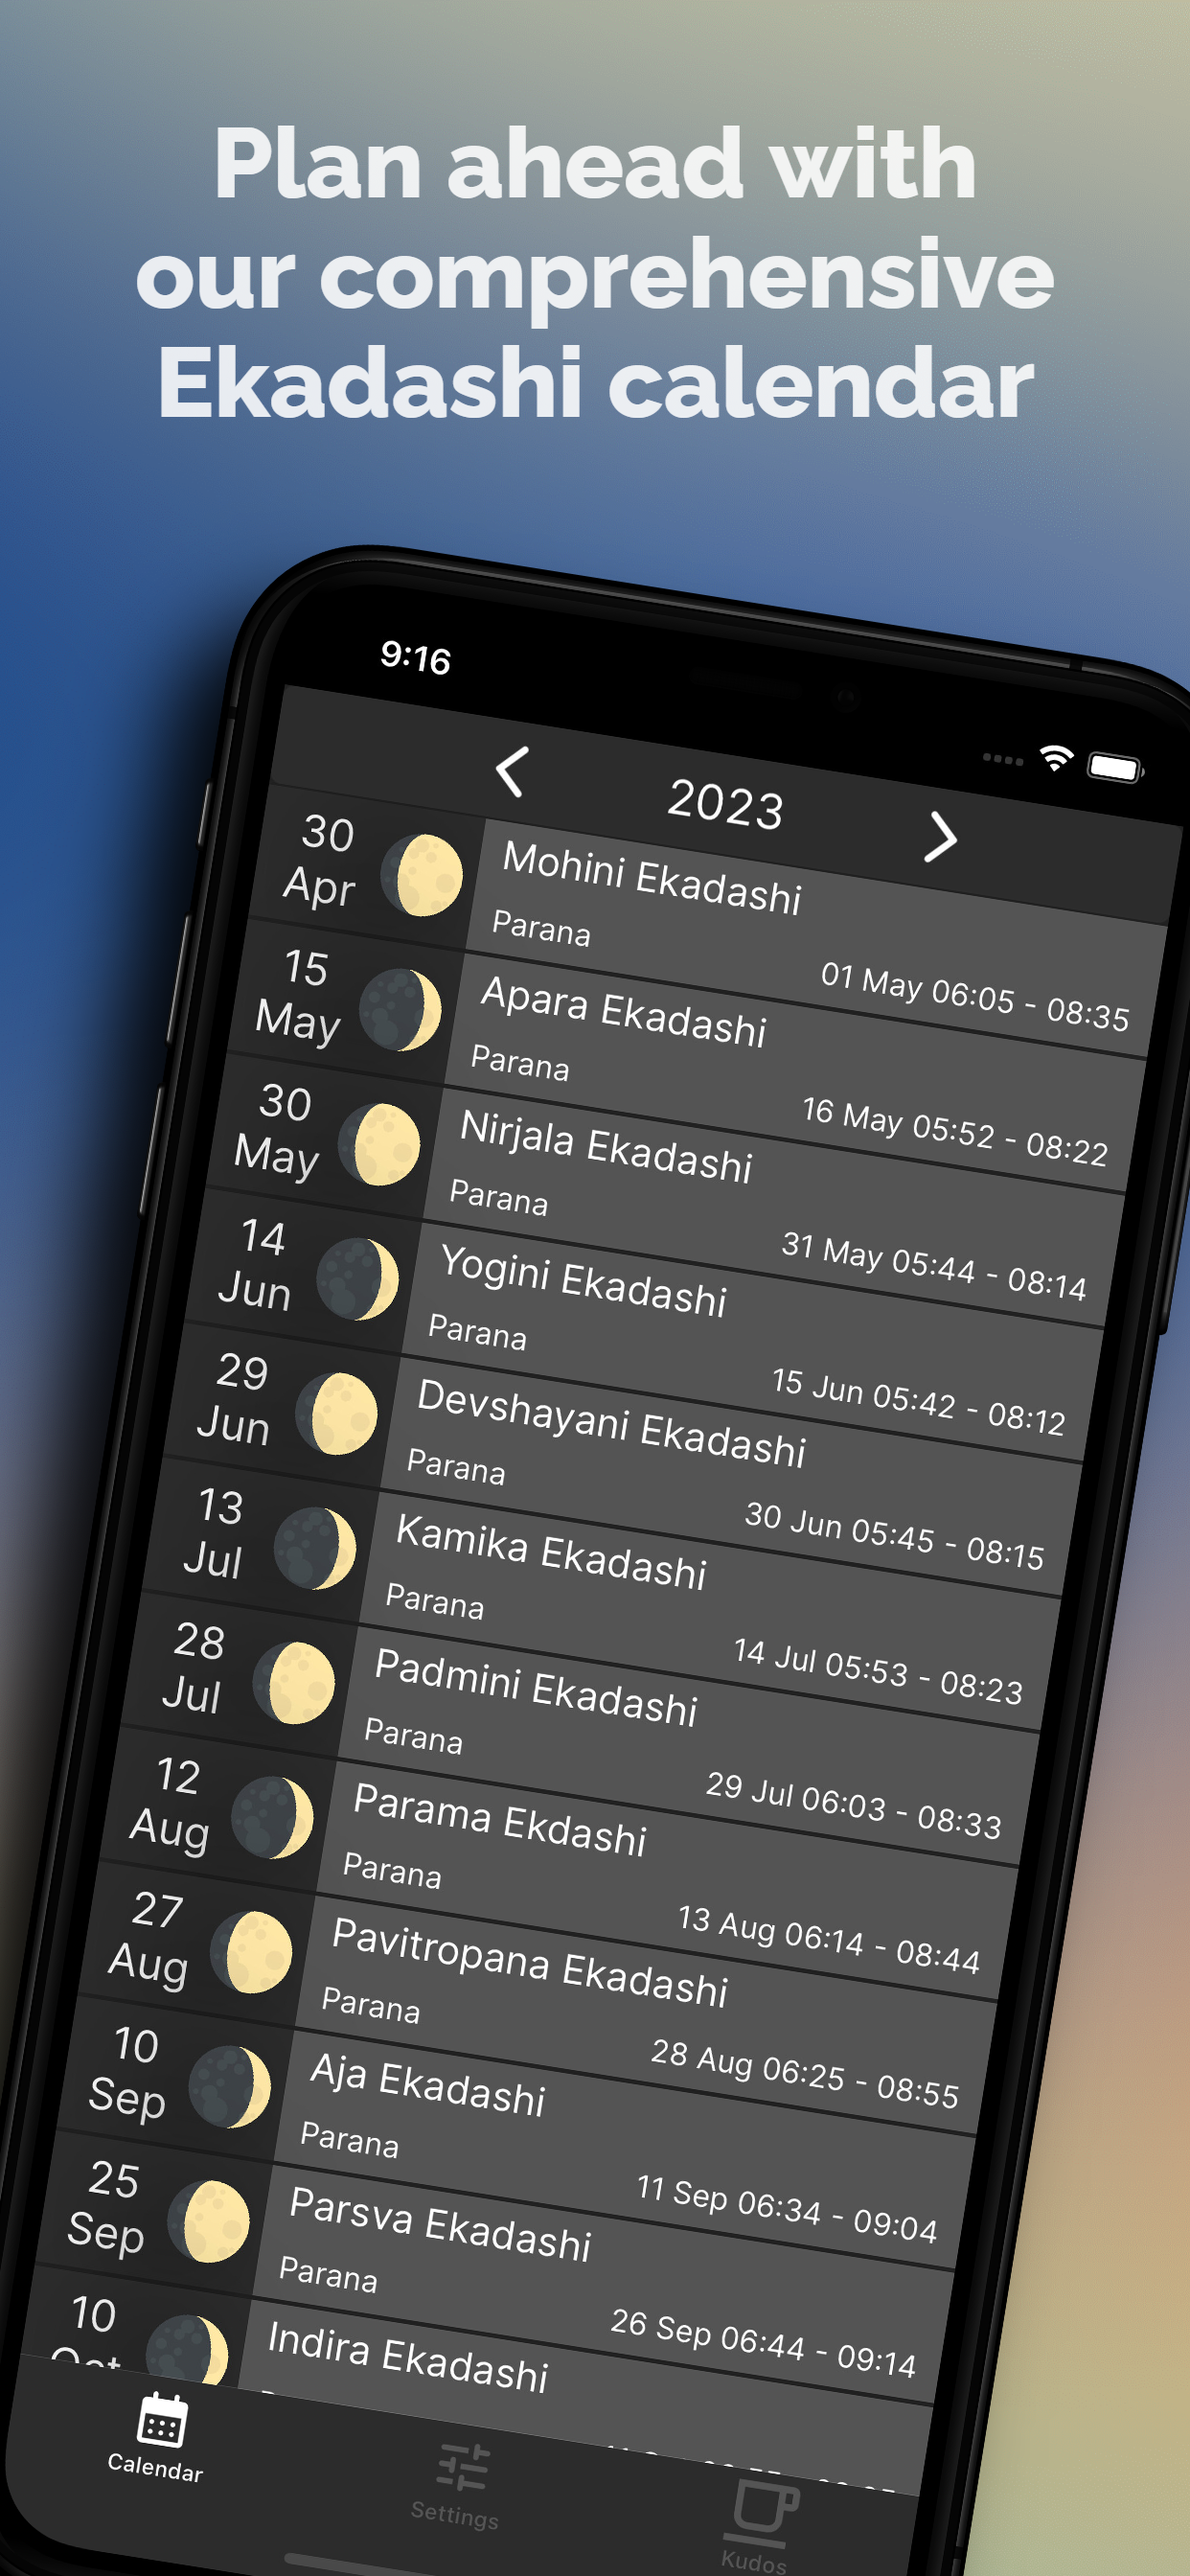 Plan ahead with
our comprehensive
Ekadashi calendar
9:16
2023
30
Apr
Mohini Ekadashi
Parana
01 May 06:05 - 08:35
15
May
Apara Ekadashi
Parana
16 May 05:52 - 08:22
30
May
Nirjala Ekadashi
Parana
31 May 05:44 - 08:14
14
Jun
Yogini Ekadashi
Parana
15 Jun 05:42 - 08:12
29
Jun
Devshayani Ekadashi
Parana
30 Jun 05:45 - 08:15
13
Jul
Kamika Ekadashi
Parana
14 Jul 05:53 - 08:23
28
Jul
Padmini Ekadashi
Parana
29 Jul 06:03 - 08:33
12
Aug
Parama Ekdashi
Parana
13 Aug 06:14 - 08:44
27
Aug
Pavitropana Ekadashi
Parana
28 Aug 06:25 - 08:55
10
Sep
Aja Ekadashi
Parana
11 Sep 06:34 - 09:04
25
Sep
Parsva Ekadashi
Parana
26 Sep 06:44 - 09:14
10
Oct
Indira Ekadashi
Calendar
Settings
Kudos